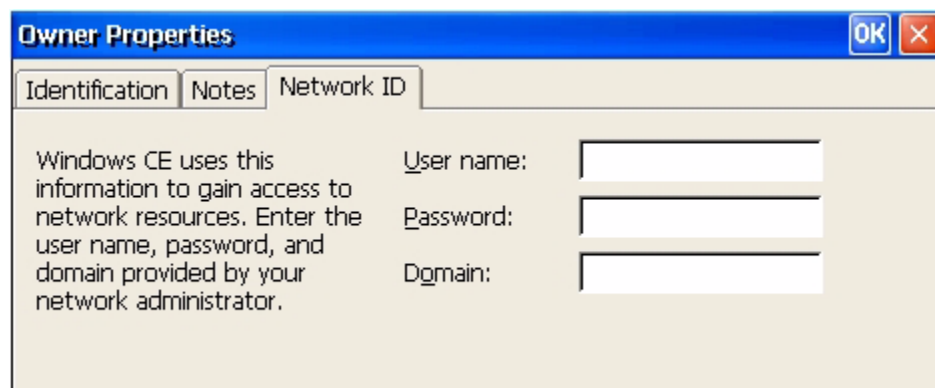 Owner Properties OK
Identification Notes Network ID
Windows CE uses this
information to gain access to
network resources. Enter the
user name, password, and
domain provided by your
network administrator.
User name:
Password:
Domain: